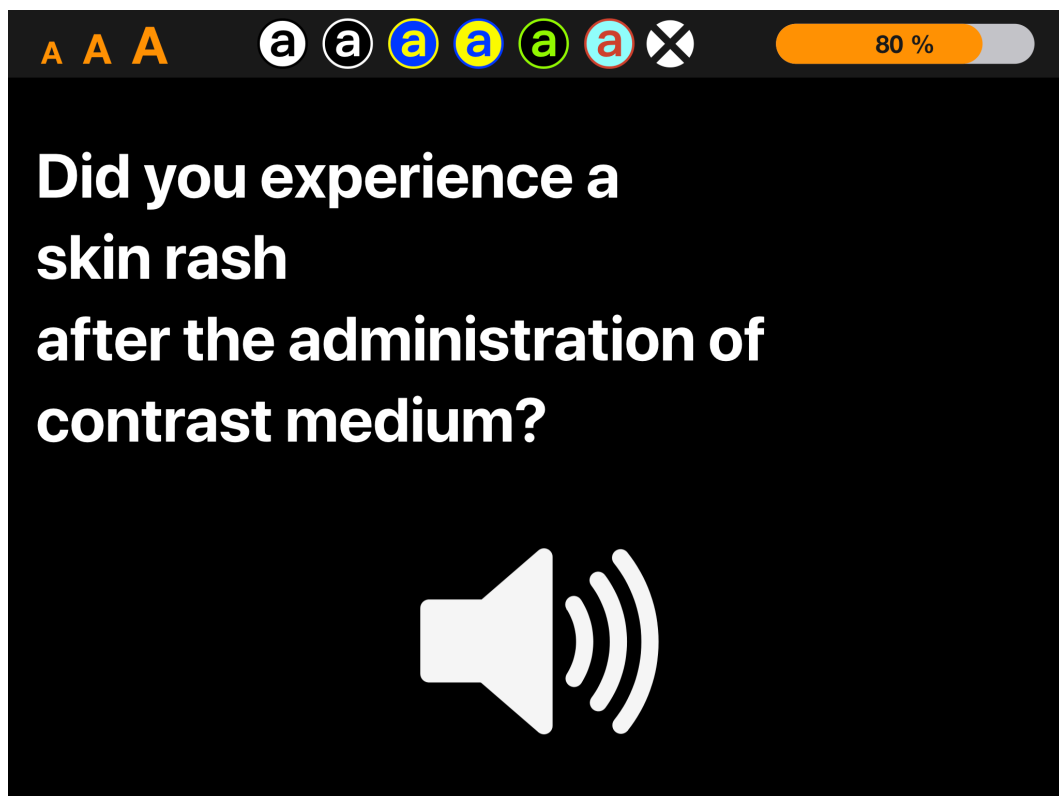 A A A a a a a a a 80 %
Did you experience a
skin rash
after the administration of
contrast medium?